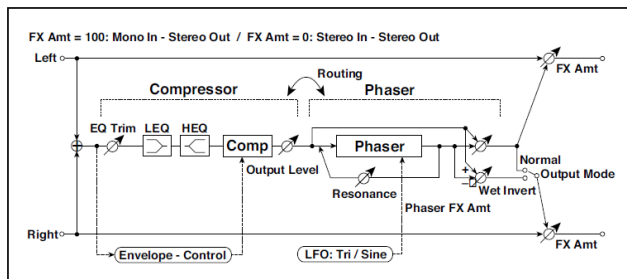 FX Amt = 100: Mono In - Stereo Out / FX Amt = 0: Stereo In - Stereo Out
Left
FX Amt
Routing
Compressor
Phaser
EQ Trim
LEQ
HEQ
Comp
Output Level
Phaser
Resonance
Normal
Output Mode
+
−
Wet Invert
Phaser FX Amt
Right
Envelope - Control
LFO: Tri / Sine
FX Amt